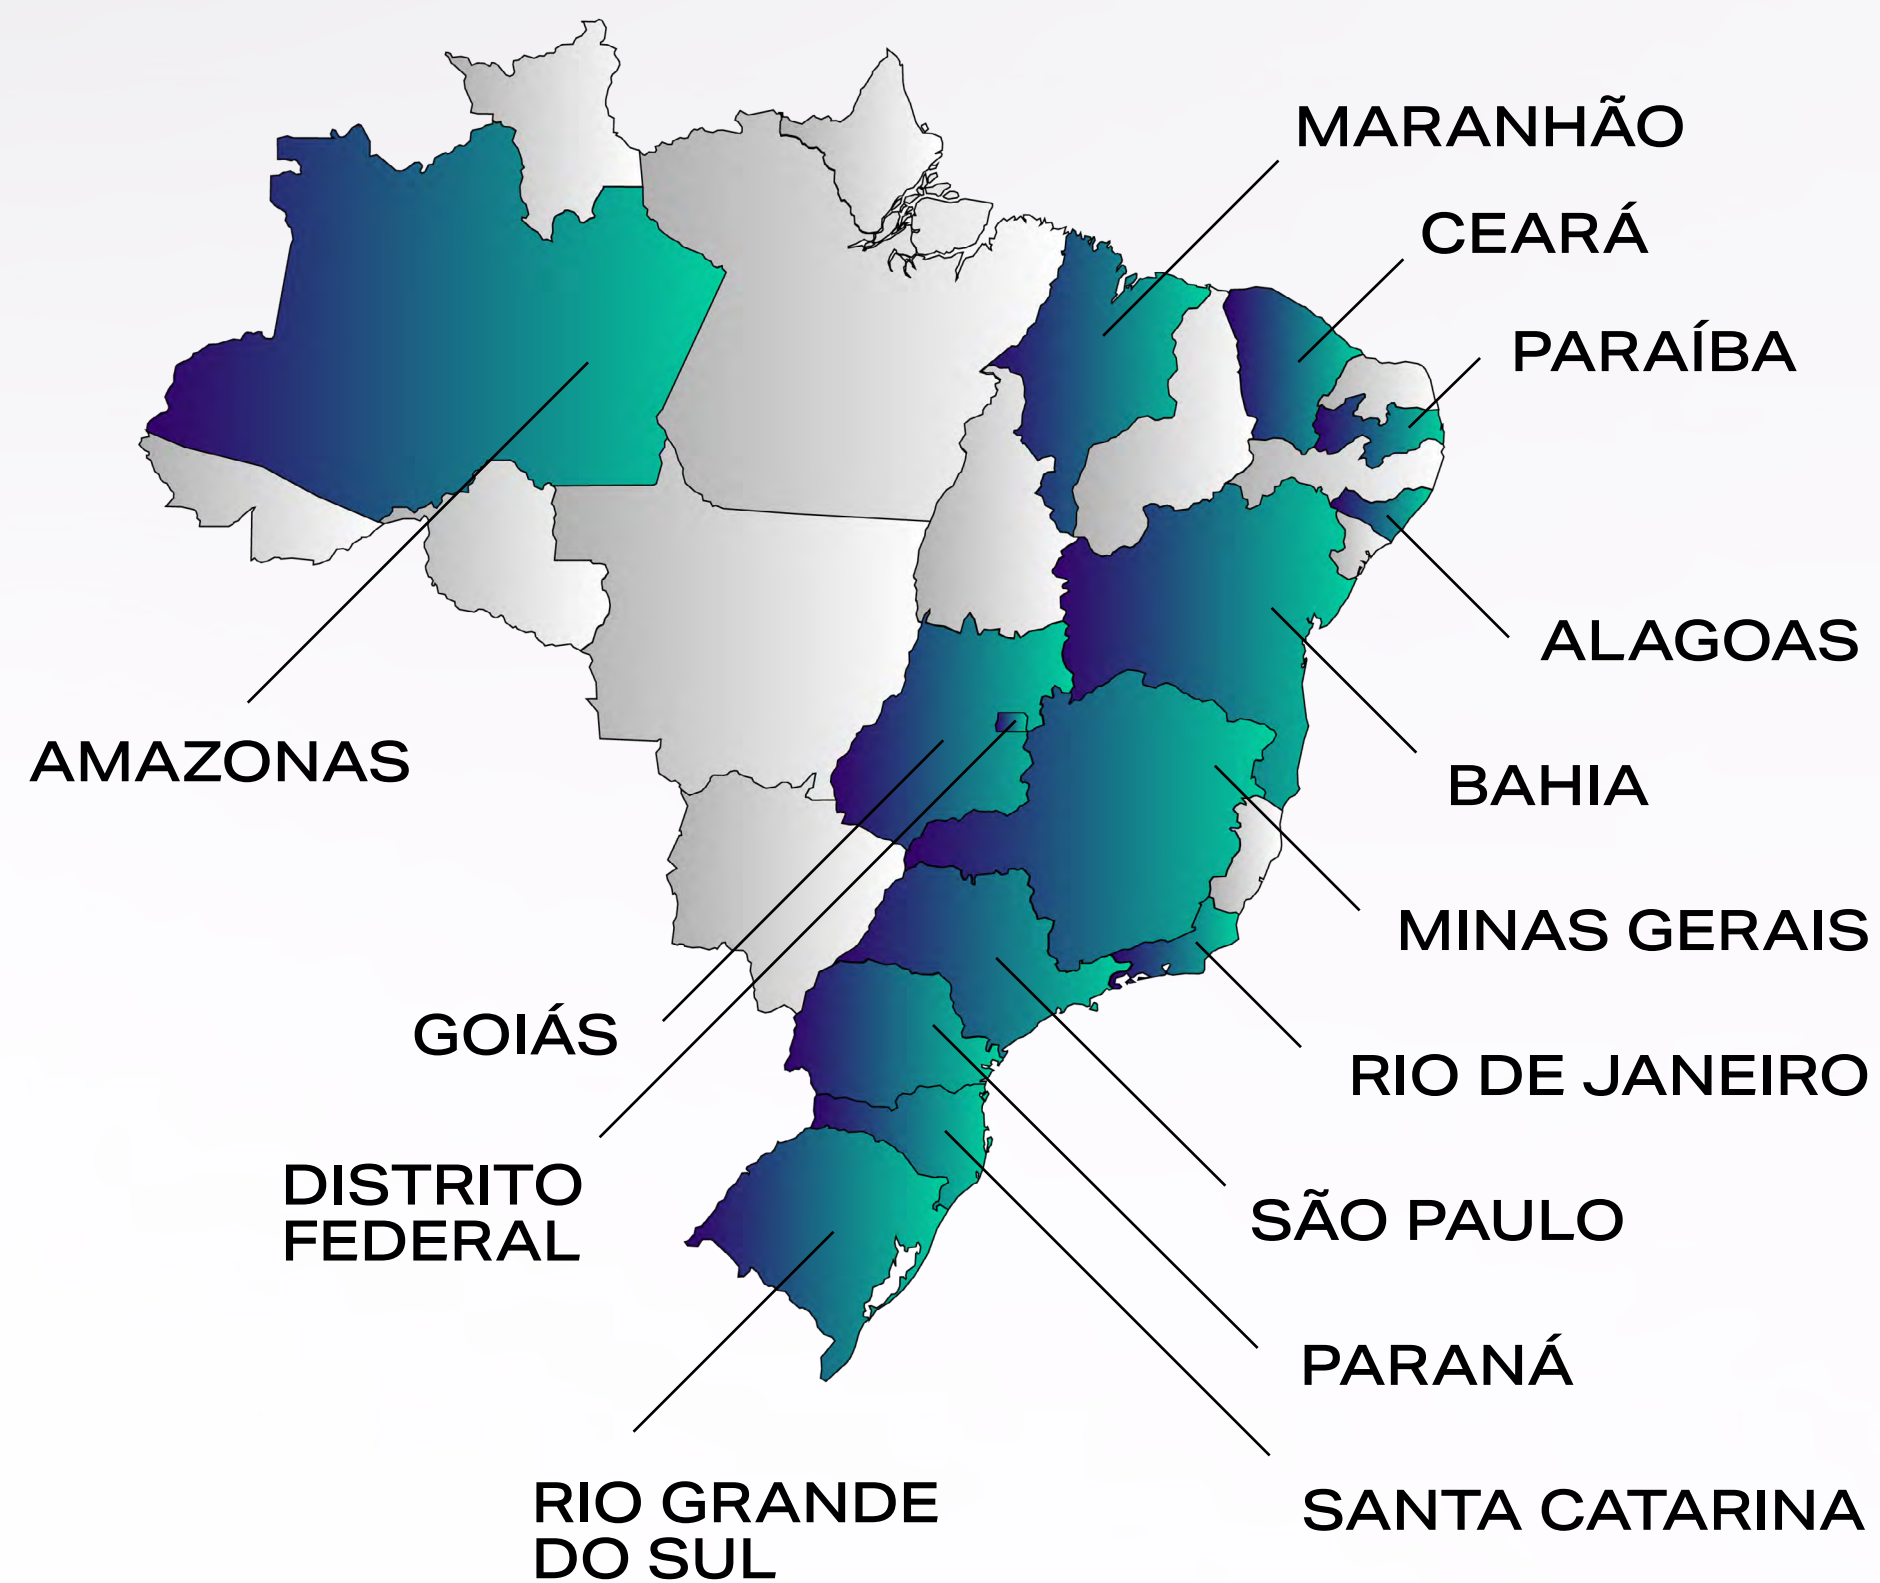 MARANHÃO
CEARÁ
PARAÍBA
ALAGOAS
AMAZONAS
BAHIA
MINAS GERAIS
GOIÁS
RIO DE JANEIRO
DISTRITO
FEDERAL
SÃO PAULO
PARANÁ
RIO GRANDE
DO SUL
SANTA CATARINA